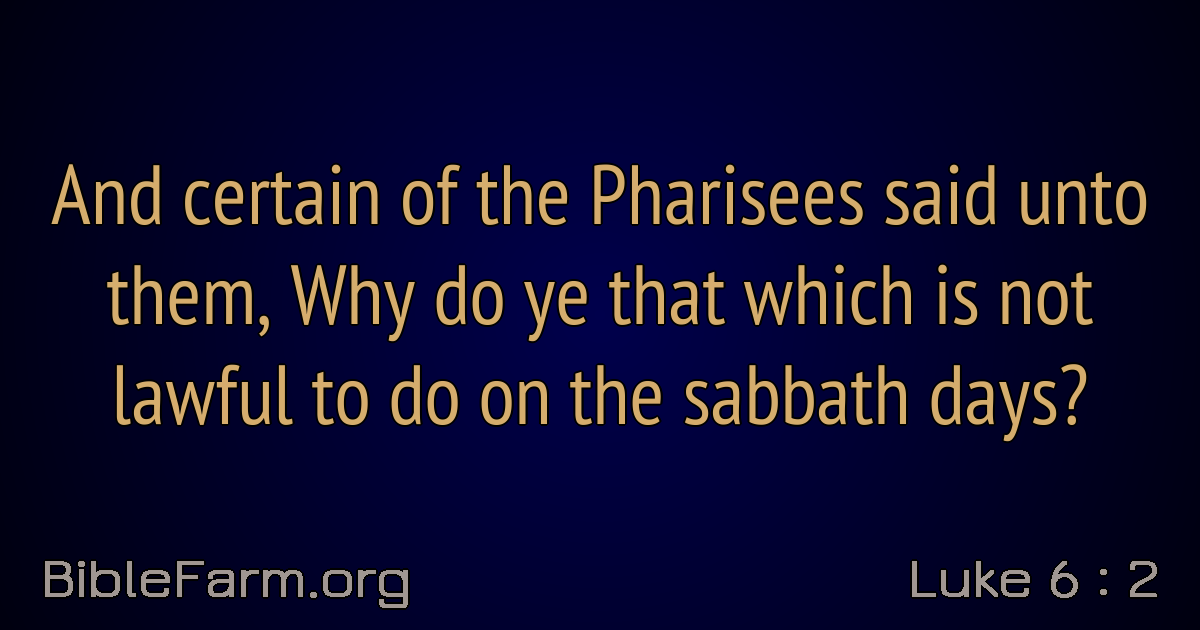 And certain of the Pharisees said unto
them, Why do ye that which is not
lawful to do on the sabbath days?
BibleFarm.org
Luke 6 : 2